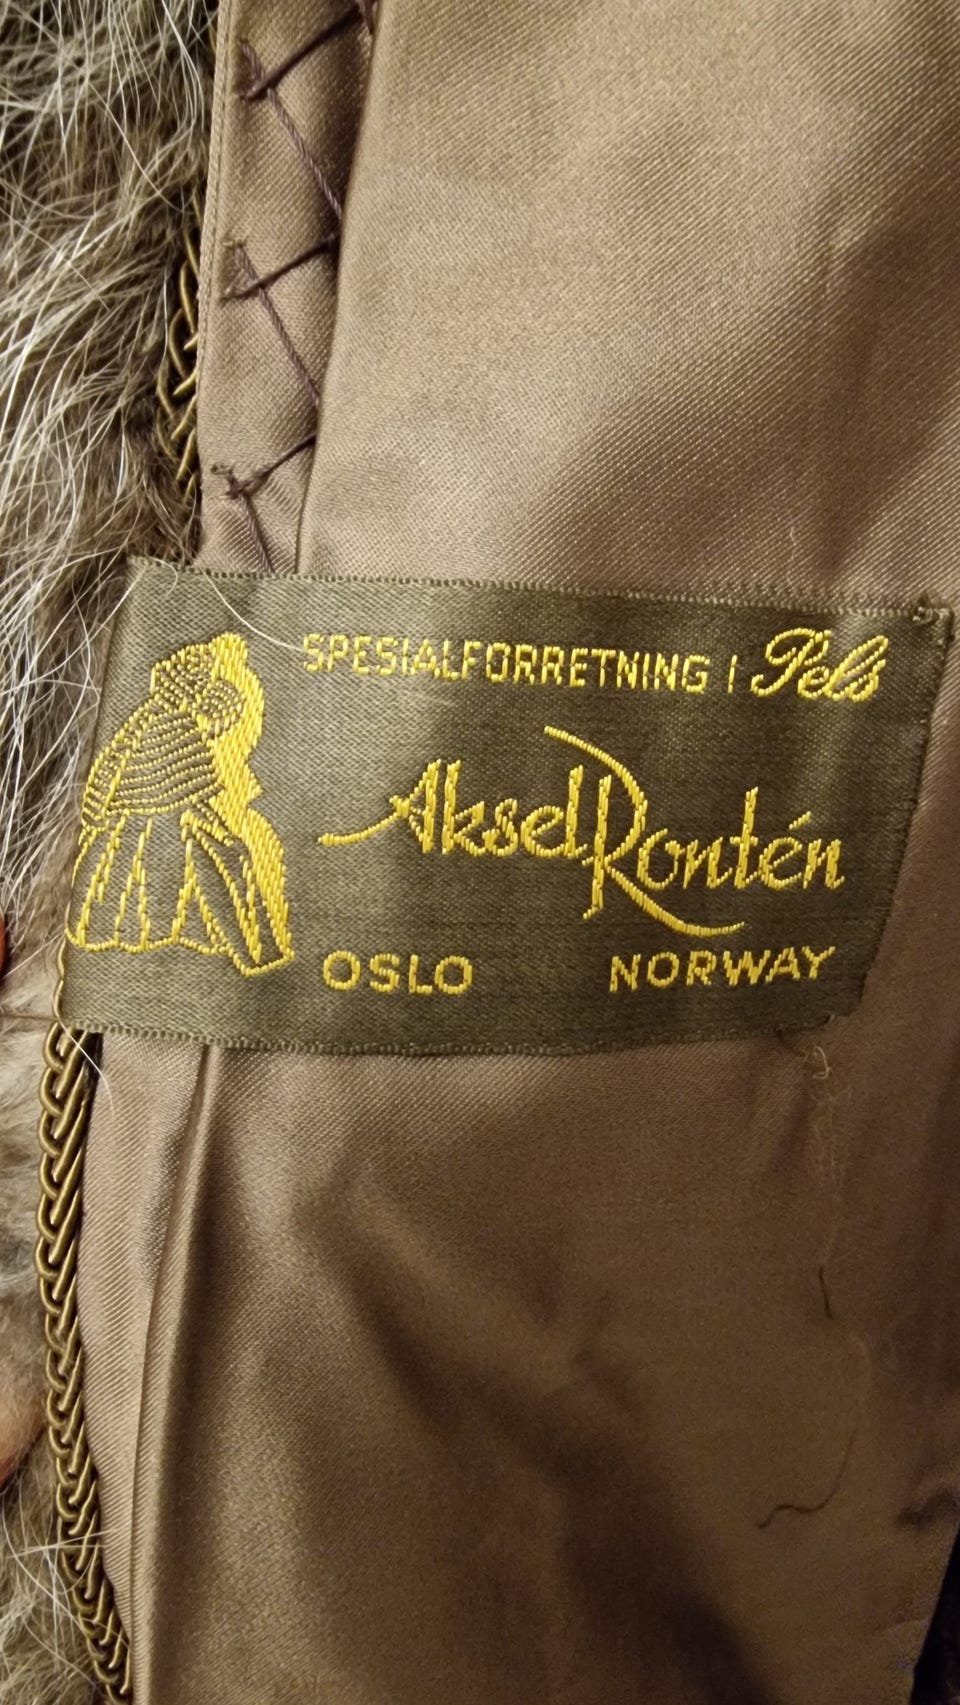 SPESIALFORRETNING I Pels
Aksel Rontén
OSLO NORWAY